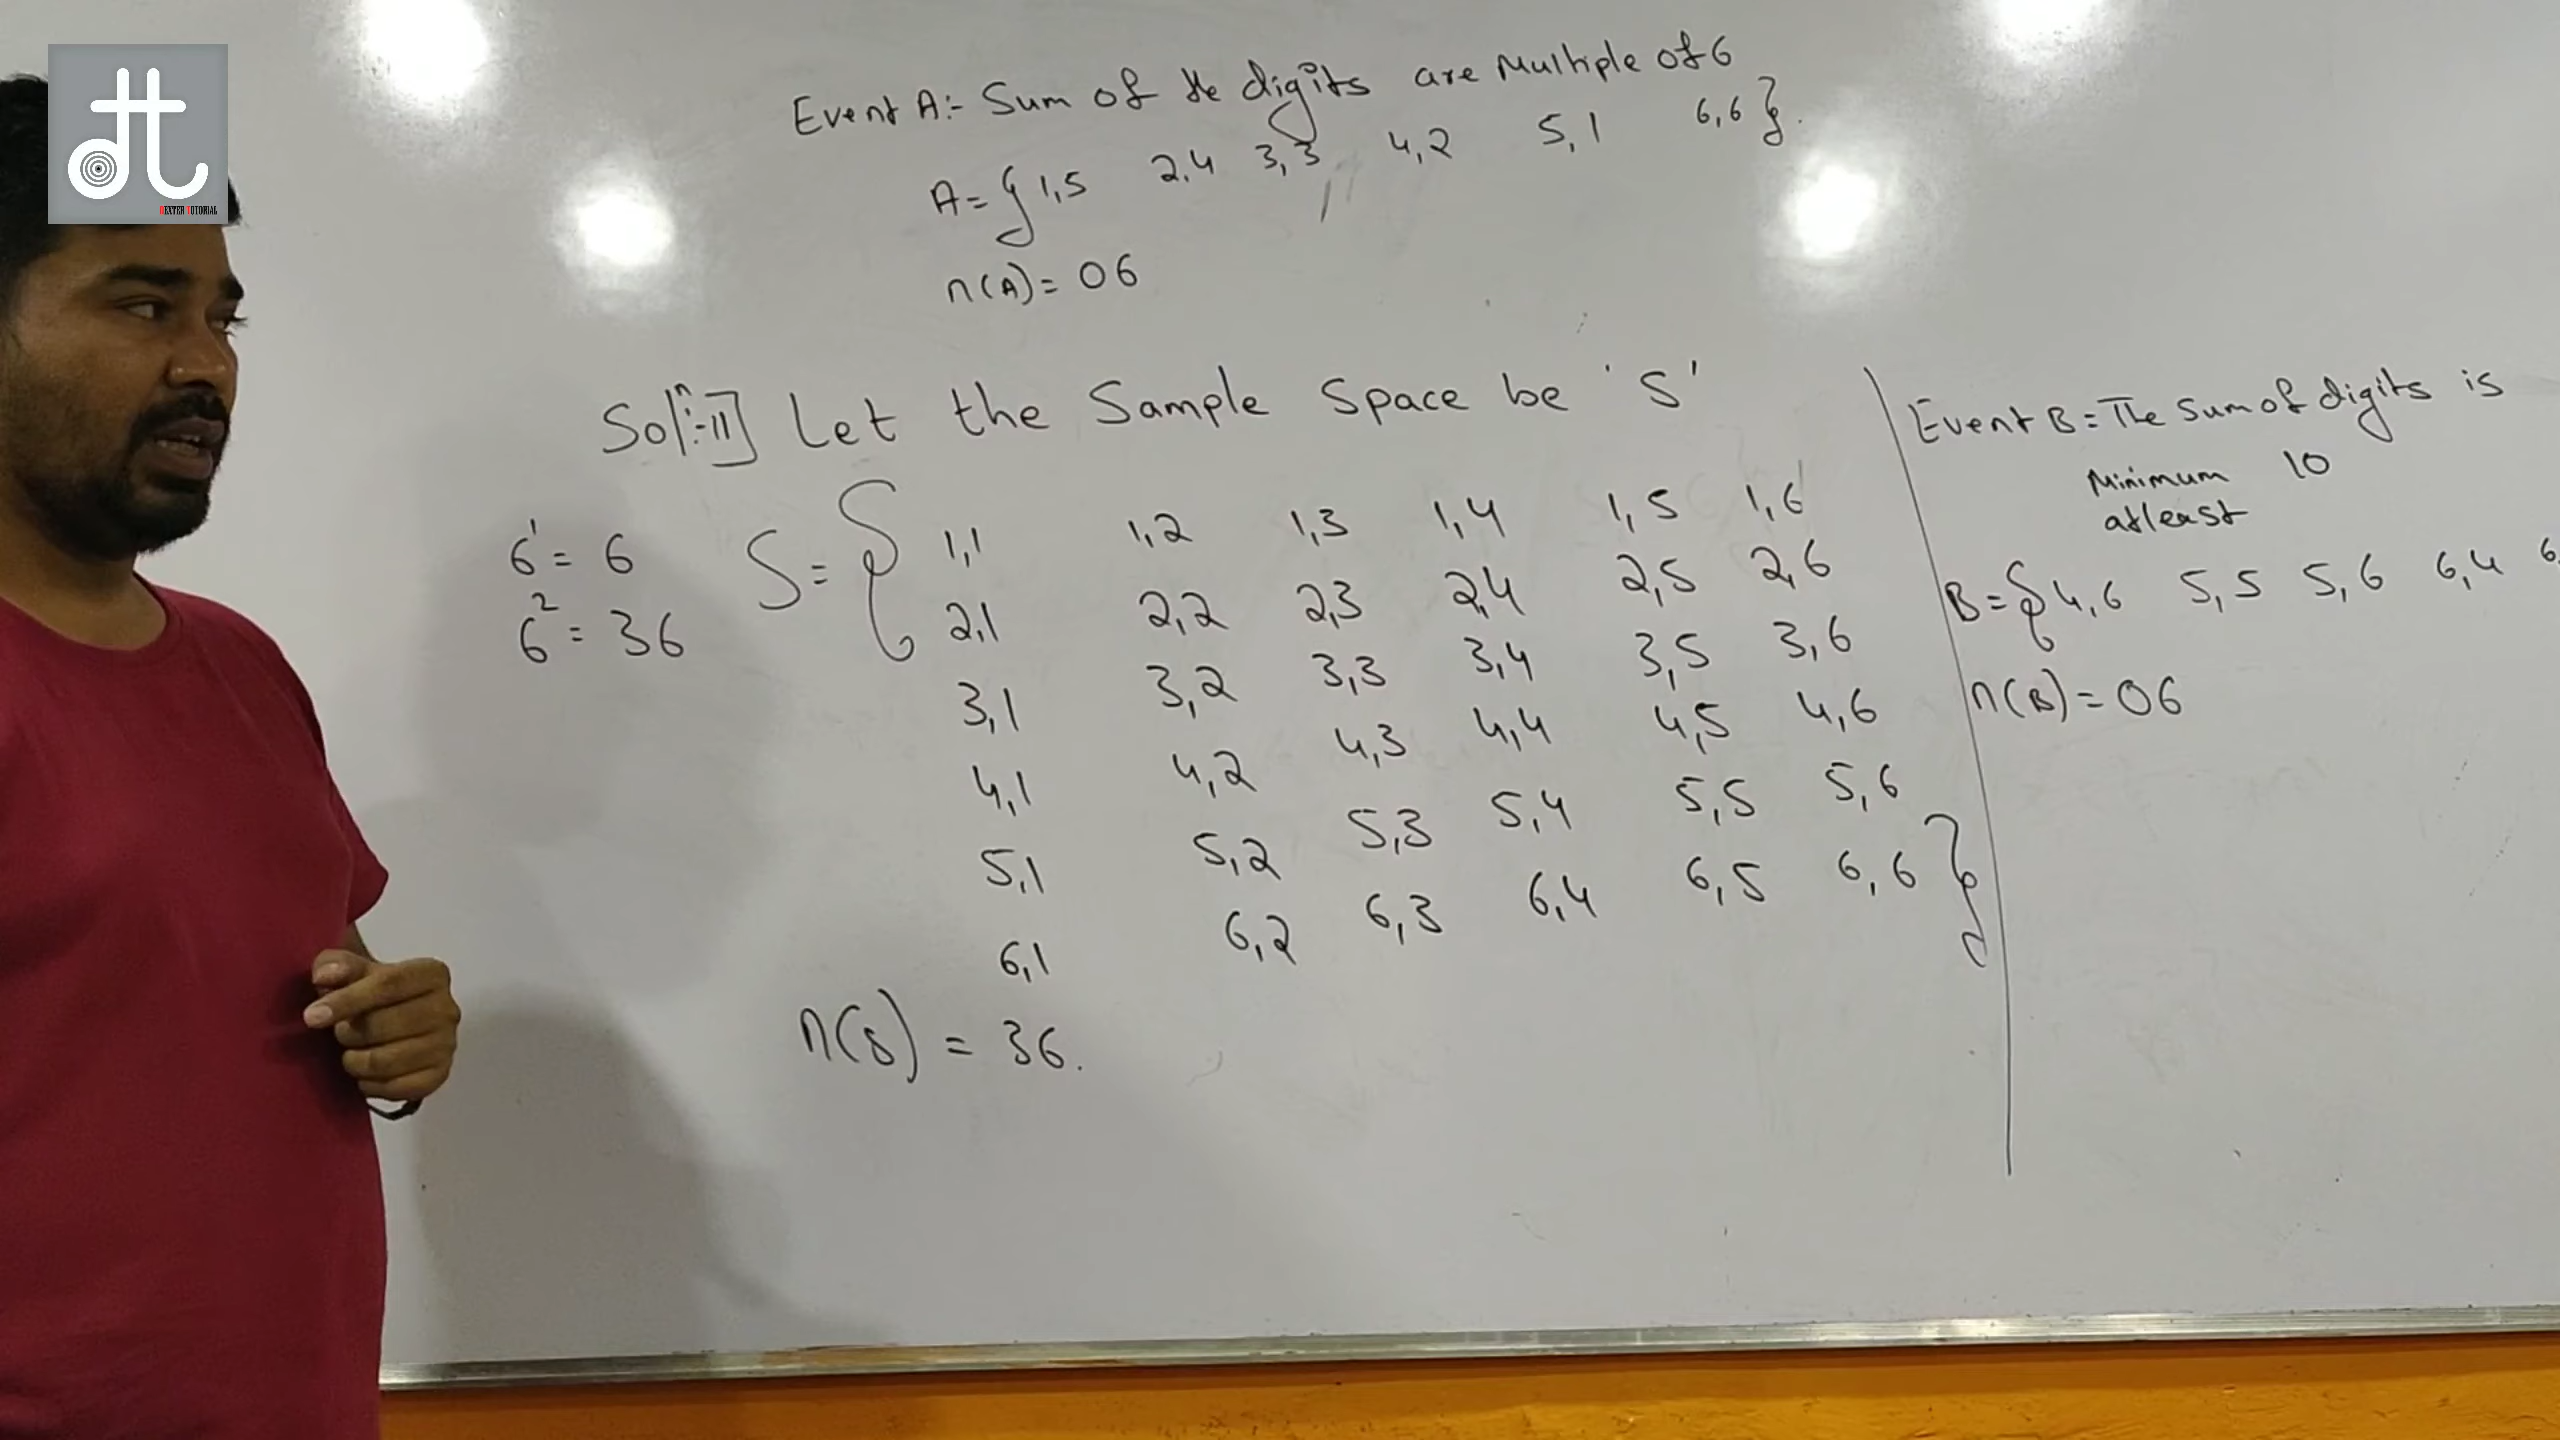 DEXTER TUTORIAL
Event A:- Sum of the digits are Multiple of 6
A = { 1,5 2,4 3,3 4,2 5,1 6,6 }.
n(A) = 06
Sol[n:-II] Let the Sample Space be 'S'
6¹ = 6
6² = 36
S = { 1,1 1,2 1,3 1,4 1,5 1,6
2,1 2,2 2,3 2,4 2,5 2,6
3,1 3,2 3,3 3,4 3,5 3,6
4,1 4,2 4,3 4,4 4,5 4,6
5,1 5,2 5,3 5,4 5,5 5,6
6,1 6,2 6,3 6,4 6,5 6,6 }
n(S) = 36.
Event B = The Sum of digits is
Minimum 10
atleast
B = { 4,6 5,5 5,6 6,4 6,
n(B) = 06